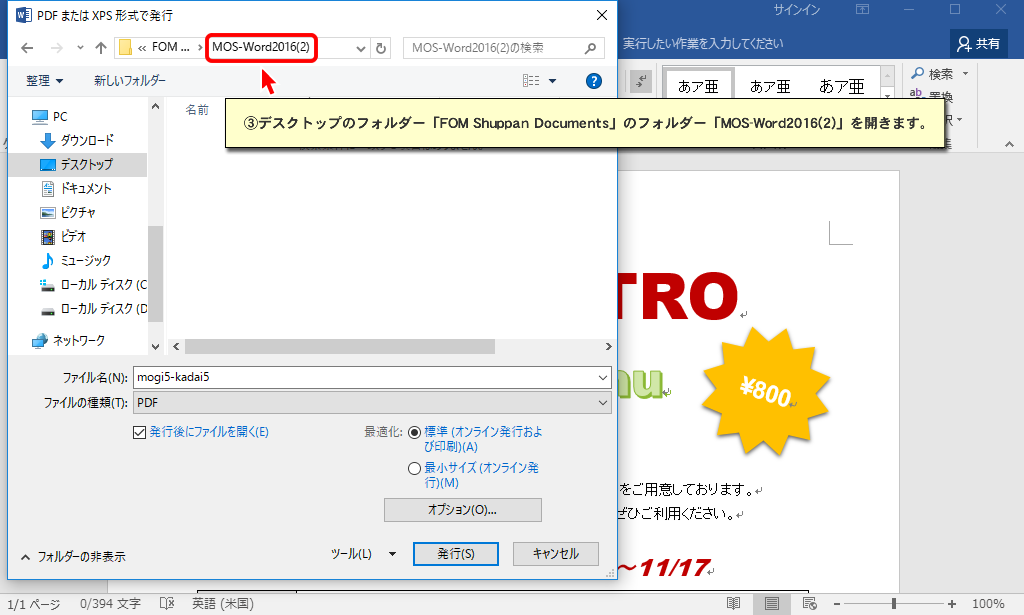 PDF または XPS 形式で発行
サインイン
« FOM ... › MOS-Word2016(2)
MOS-Word2016(2)の検索
実行したい作業を入力してください
共有
整理
新しいフォルダー
あア亜
あア亜
あア亜
検索
置換
名前
③デスクトップのフォルダー「FOM Shuppan Documents」のフォルダー「MOS-Word2016(2)」を開きます。
PC
ダウンロード
デスクトップ
ドキュメント
ピクチャ
ビデオ
ミュージック
ローカル ディスク (C
ローカル ディスク (D
ネットワーク
TRO
nu
¥800
ファイル名(N):
mogi5-kadai5
ファイルの種類(T):
PDF
発行後にファイルを開く(E)
最適化:
標準 (オンライン発行および印刷)(A)
最小サイズ (オンライン発行)(M)
オプション(O)...
をご用意しております。
ぜひご利用ください。
フォルダーの非表示
ツール(L)
発行(S)
キャンセル
～11/17
1/1 ページ
0/394 文字
英語 (米国)
100%